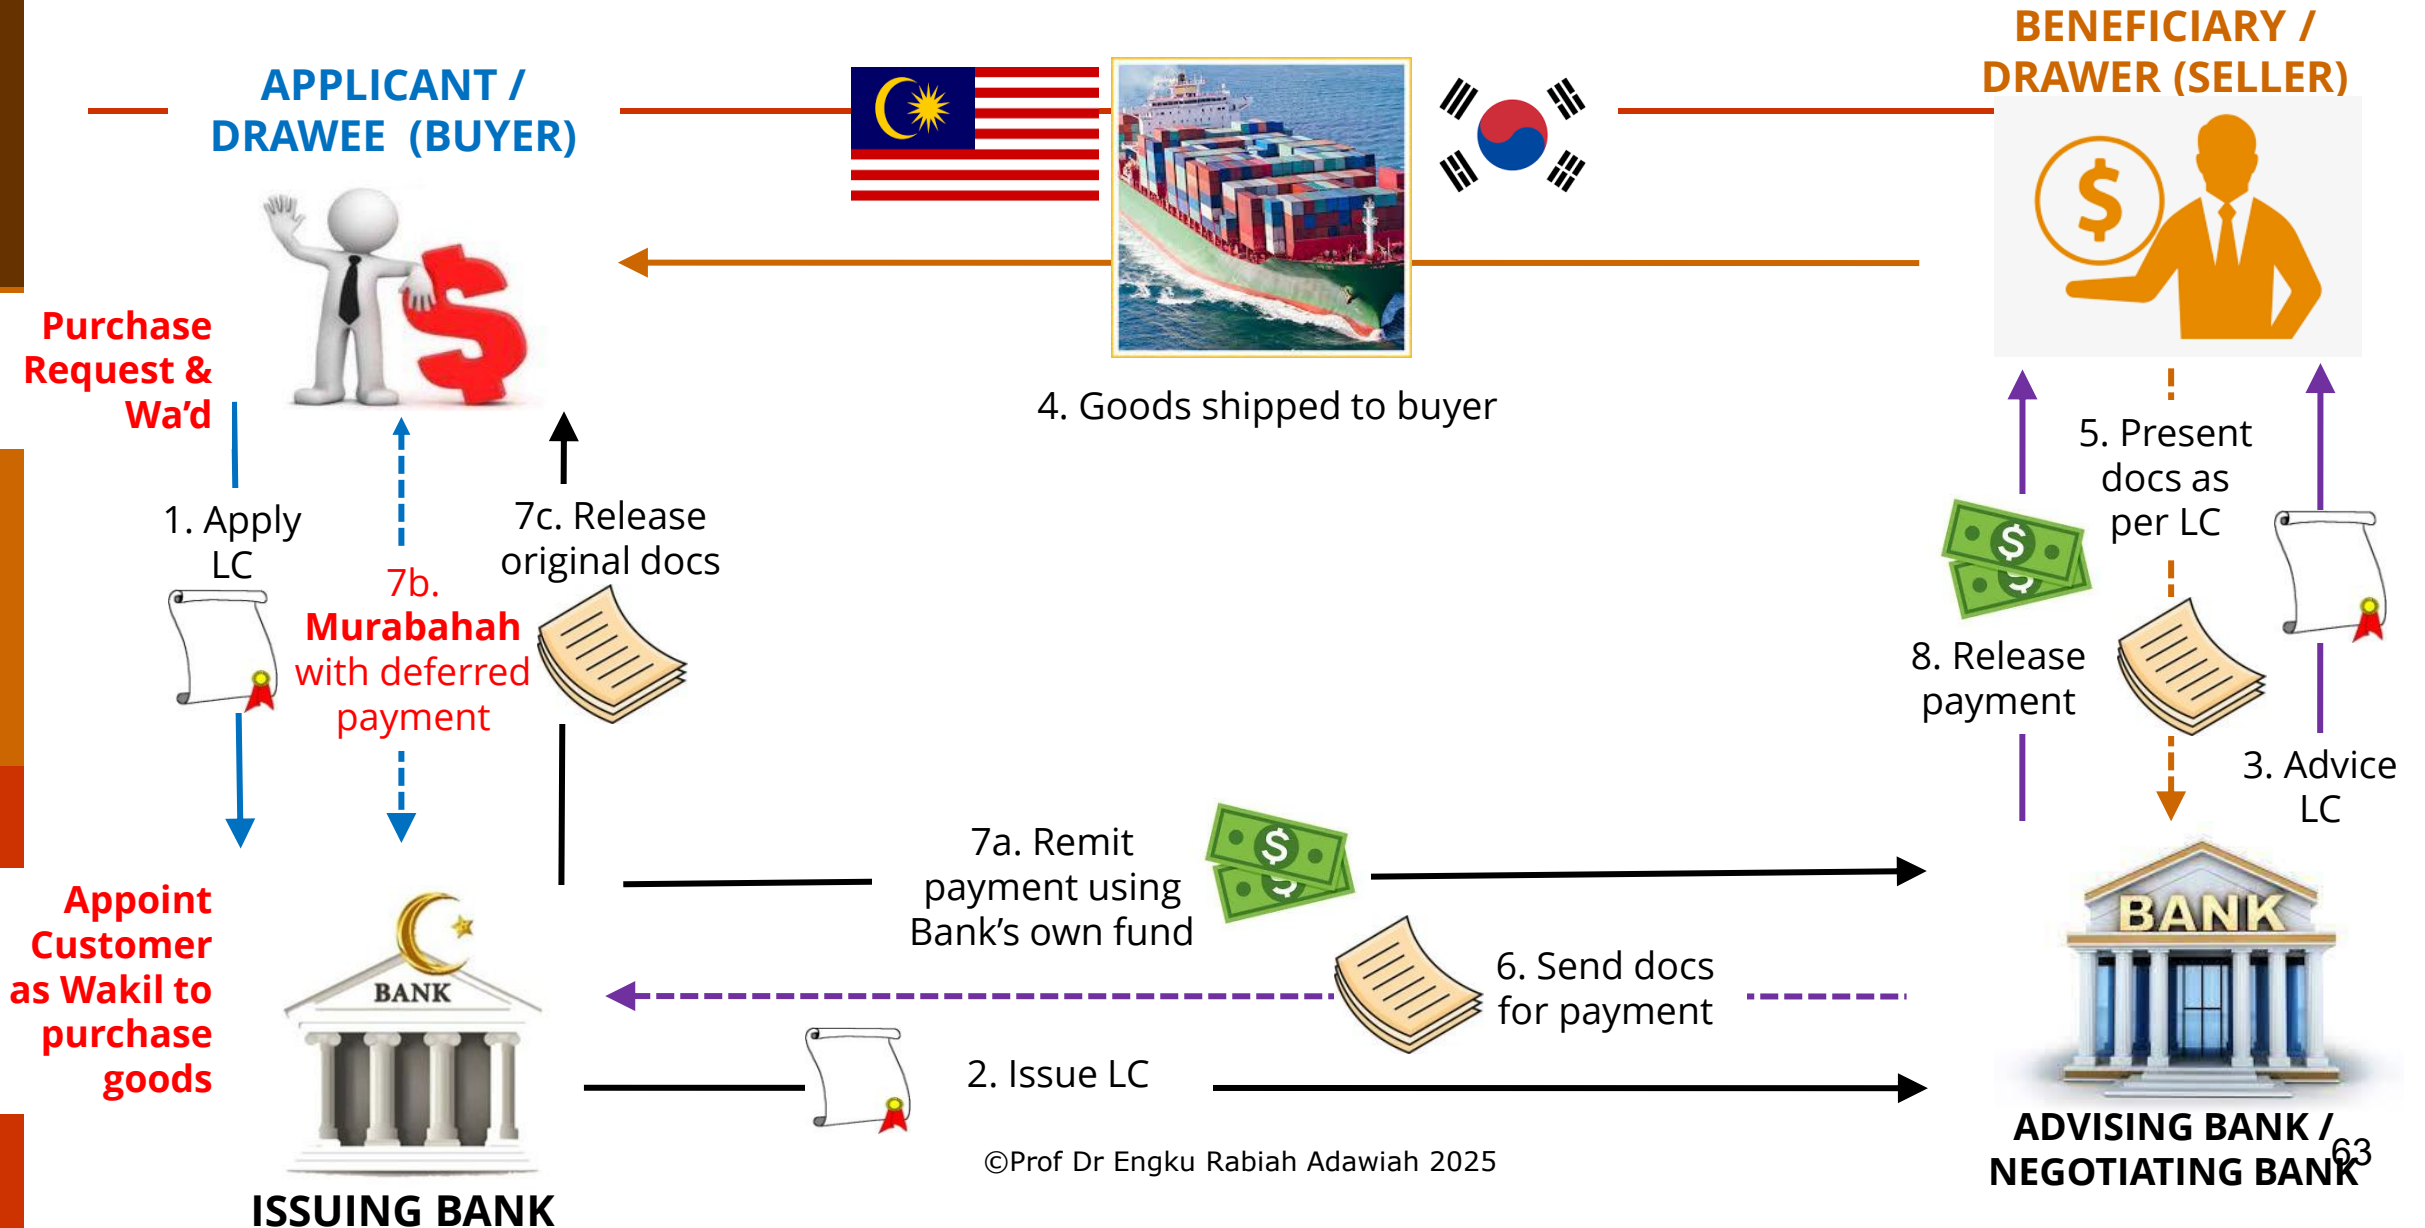 APPLICANT /
DRAWEE (BUYER)
BENEFICIARY /
DRAWER (SELLER)
Purchase
Request &
Wa’d
4. Goods shipped to buyer
1. Apply
LC
7b.
Murabahah
with deferred
payment
7c. Release
original docs
5. Present
docs as
per LC
8. Release
payment
3. Advice
LC
7a. Remit
payment using
Bank’s own fund
6. Send docs
for payment
2. Issue LC
Appoint
Customer
as Wakil to
purchase
goods
BANK
ISSUING BANK
BANK
ADVISING BANK /
NEGOTIATING BANK
©Prof Dr Engku Rabiah Adawiah 2025
63